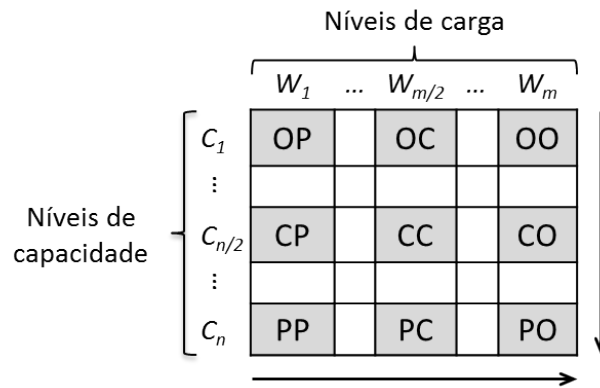 Níveis de carga
W1 ... Wm/2 ... Wm
C1 OP OC OO
⋮
Níveis de capacidade
Cn/2 CP CC CO
⋮
Cn PP PC PO